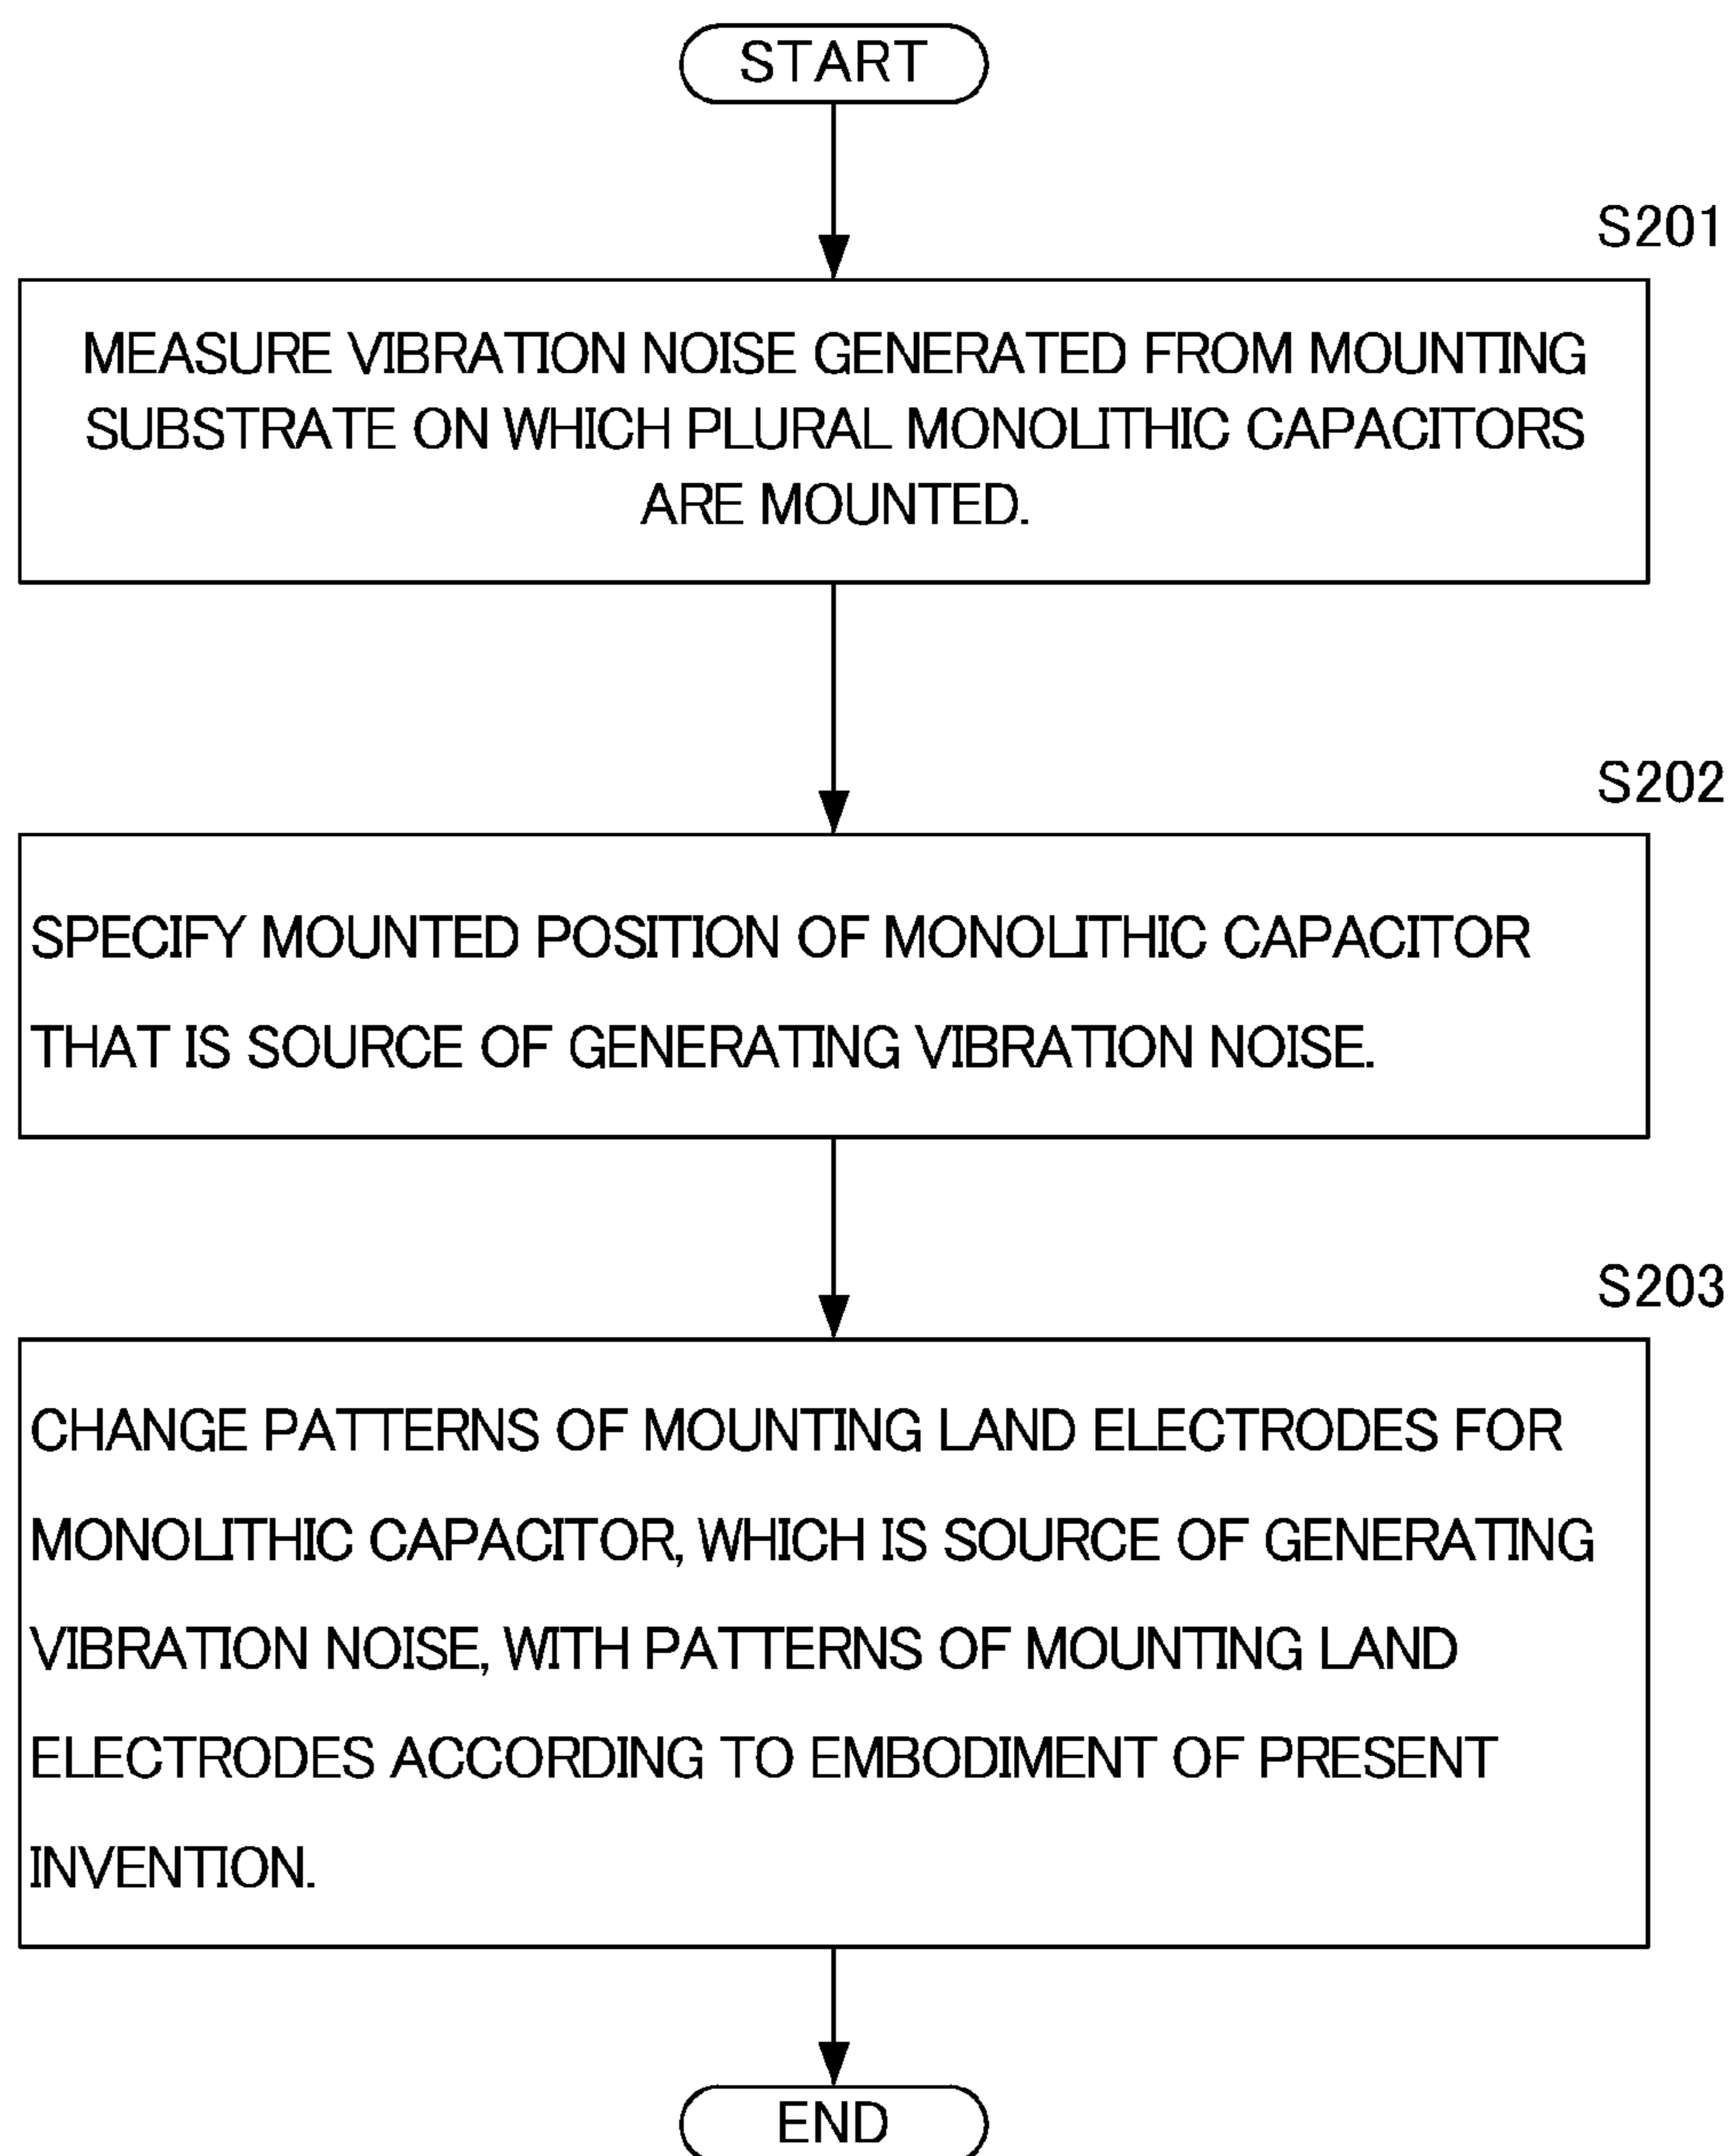 START
S201
MEASURE VIBRATION NOISE GENERATED FROM MOUNTING
SUBSTRATE ON WHICH PLURAL MONOLITHIC CAPACITORS
ARE MOUNTED.
S202
SPECIFY MOUNTED POSITION OF MONOLITHIC CAPACITOR
THAT IS SOURCE OF GENERATING VIBRATION NOISE.
S203
CHANGE PATTERNS OF MOUNTING LAND ELECTRODES FOR
MONOLITHIC CAPACITOR, WHICH IS SOURCE OF GENERATING
VIBRATION NOISE, WITH PATTERNS OF MOUNTING LAND
ELECTRODES ACCORDING TO EMBODIMENT OF PRESENT
INVENTION.
END